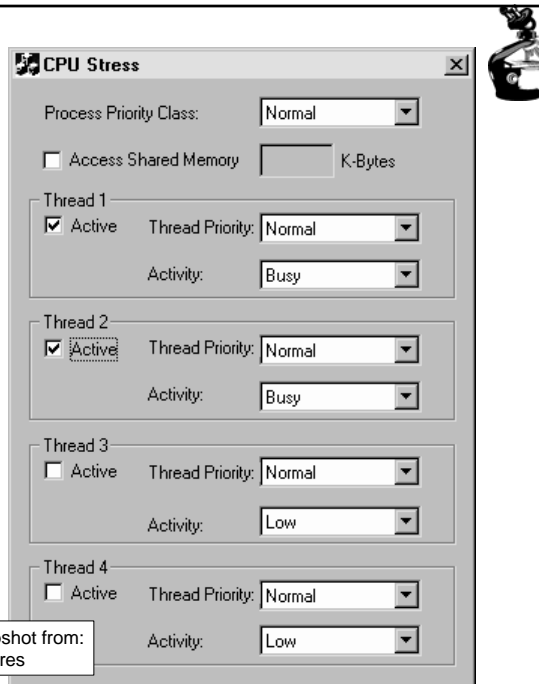 CPU Stress
Process Priority Class: Normal
Access Shared Memory K-Bytes
Thread 1
Active Thread Priority: Normal
Activity: Busy
Thread 2
Active Thread Priority: Normal
Activity: Busy
Thread 3
Active Thread Priority: Normal
Activity: Low
Thread 4
Active Thread Priority: Normal
shot from:
Activity: Low